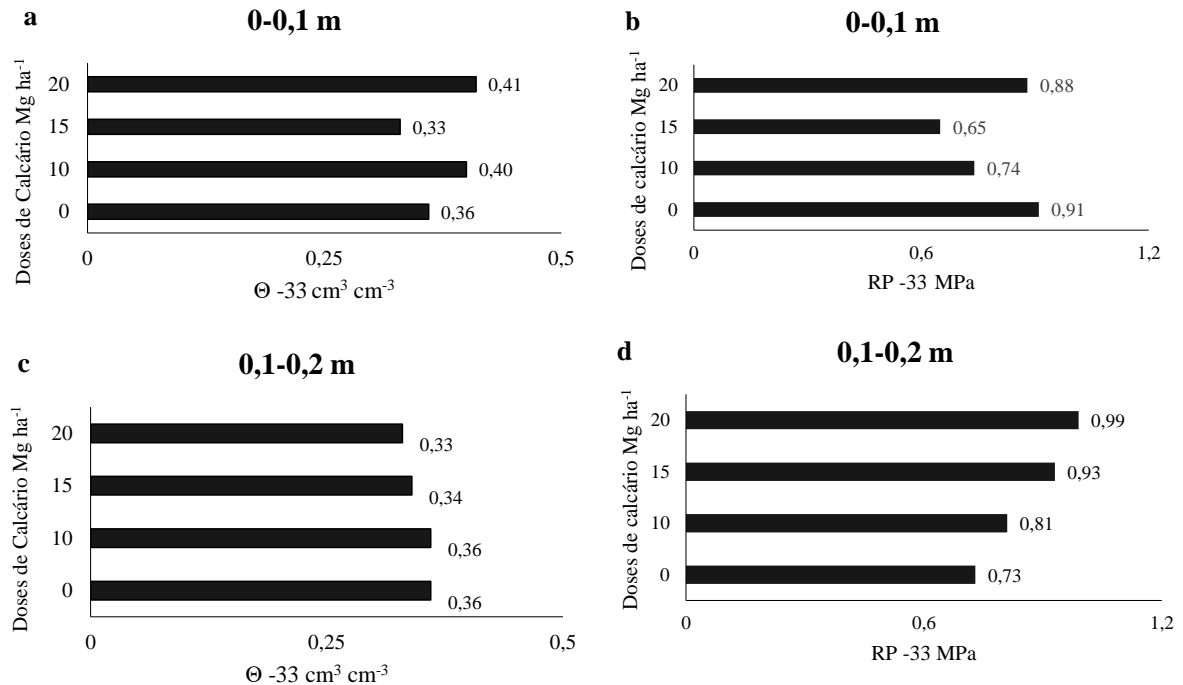 a
0-0,1 m
Doses de Calcário Mg ha⁻¹
20
0,41
15
0,33
10
0,40
0
0,36
0
0,25
0,5
Θ -33 cm³ cm⁻³
b
0-0,1 m
Doses de calcário Mg ha⁻¹
20
0,88
15
0,65
10
0,74
0
0,91
0
0,6
1,2
RP -33 MPa
c
0,1-0,2 m
Doses de Calcário Mg ha⁻¹
20
0,33
15
0,34
10
0,36
0
0,36
0
0,25
0,5
Θ -33 cm³ cm⁻³
d
0,1-0,2 m
Doses de calcário Mg ha⁻¹
20
0,99
15
0,93
10
0,81
0
0,73
0
0,6
1,2
RP -33 MPa